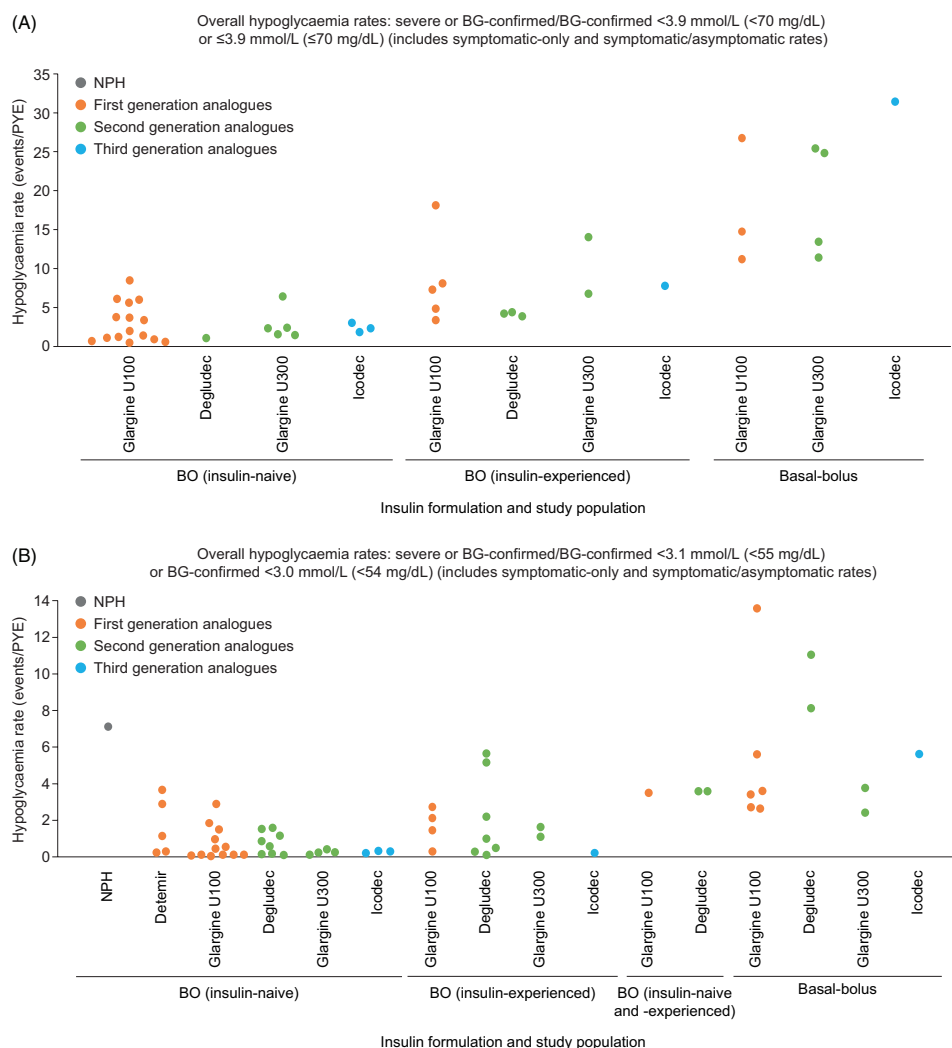 (A)
Overall hypoglycaemia rates: severe or BG-confirmed/BG-confirmed <3.9 mmol/L (<70 mg/dL)
or ≤3.9 mmol/L (≤70 mg/dL) (includes symptomatic-only and symptomatic/asymptomatic rates)
Hypoglycaemia rate (events/PYE)
35
30
25
20
15
10
5
0
NPH
First generation analogues
Second generation analogues
Third generation analogues
Glargine U100
Degludec
Glargine U300
Icodec
Glargine U100
Degludec
Glargine U300
Icodec
Glargine U100
Glargine U300
Icodec
BO (insulin-naive)
BO (insulin-experienced)
Basal-bolus
Insulin formulation and study population
(B)
Overall hypoglycaemia rates: severe or BG-confirmed/BG-confirmed <3.1 mmol/L (<55 mg/dL)
or BG-confirmed <3.0 mmol/L (<54 mg/dL) (includes symptomatic-only and symptomatic/asymptomatic rates)
Hypoglycaemia rate (events/PYE)
14
12
10
8
6
4
2
0
NPH
First generation analogues
Second generation analogues
Third generation analogues
NPH
Detemir
Glargine U100
Degludec
Glargine U300
Icodec
Glargine U100
Degludec
Glargine U300
Icodec
Glargine U100
Degludec
Glargine U100
Degludec
Glargine U300
Icodec
BO (insulin-naive)
BO (insulin-experienced)
BO (insulin-naive
and -experienced)
Basal-bolus
Insulin formulation and study population